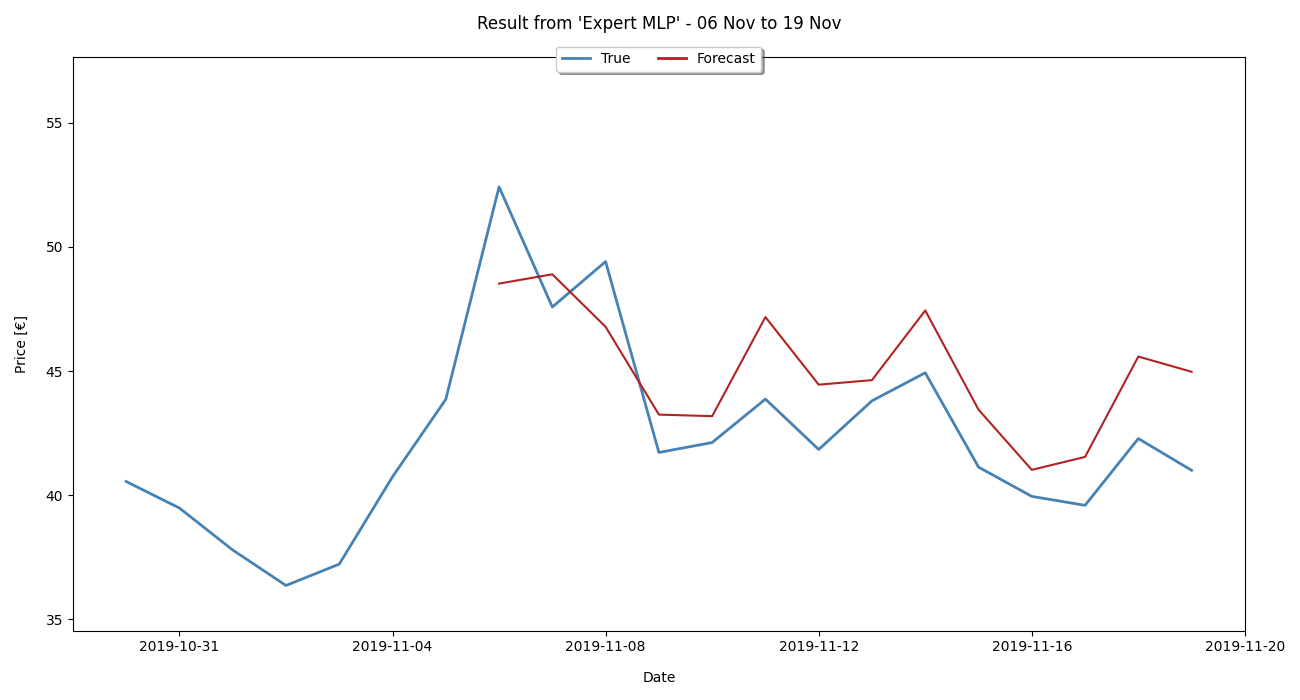 Result from 'Expert MLP' - 06 Nov to 19 Nov
True Forecast
Price [€]
55
50
45
40
35
2019-10-31 2019-11-04 2019-11-08 2019-11-12 2019-11-16 2019-11-20
Date